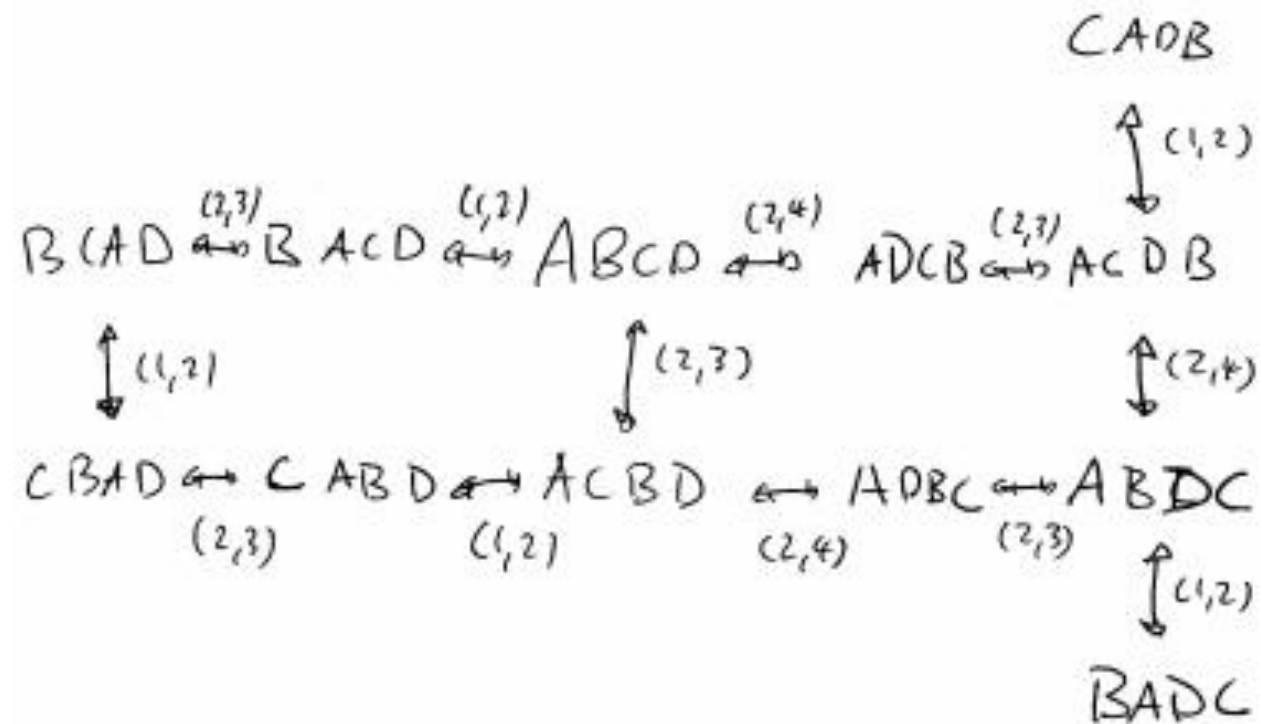 CADB
(1,2)
(2,3) (1,2) (2,4) (2,3)
BCAD BACD ABCD ADCB ACDB
(1,2) (2,3) (2,4)
CBAD CABD ACBD ADBC ABDC
(2,3) (1,2) (2,4) (2,3)
(1,2)
BADC